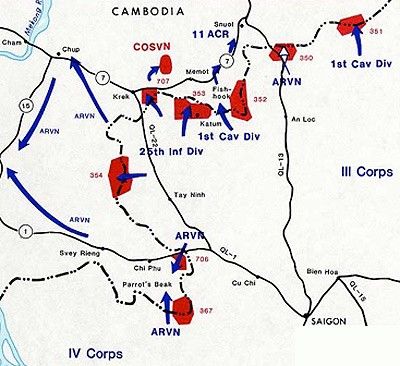 CAMBODIA
Mekong R
Snuol
351
11 ACR
Cham
Chup
COSVN
350
1st Cav Div
7
Memot
7
707
ARVN
Krek
353
Fish-
hook
352
15
ARVN
ARVN
Katum
1st Cav Div
An Loc
QL-22
25th Inf Div
QL-13
III Corps
354
Tay Ninh
ARVN
1
ARVN
Svey Rieng
Chi Phu
706
QL-1
Cu Chi
Bien Hoa
Parrot's Beak
QL-15
367
ARVN
SAIGON
IV Corps